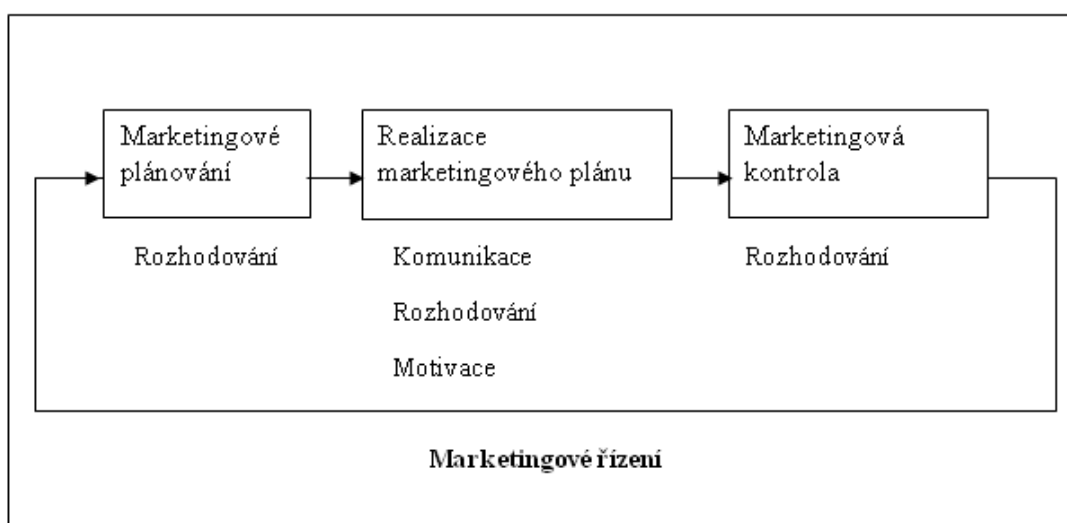 Marketingové
plánování
Realizace
marketingového plánu
Marketingová
kontrola
Rozhodování
Komunikace
Rozhodování
Motivace
Rozhodování
Marketingové řízení